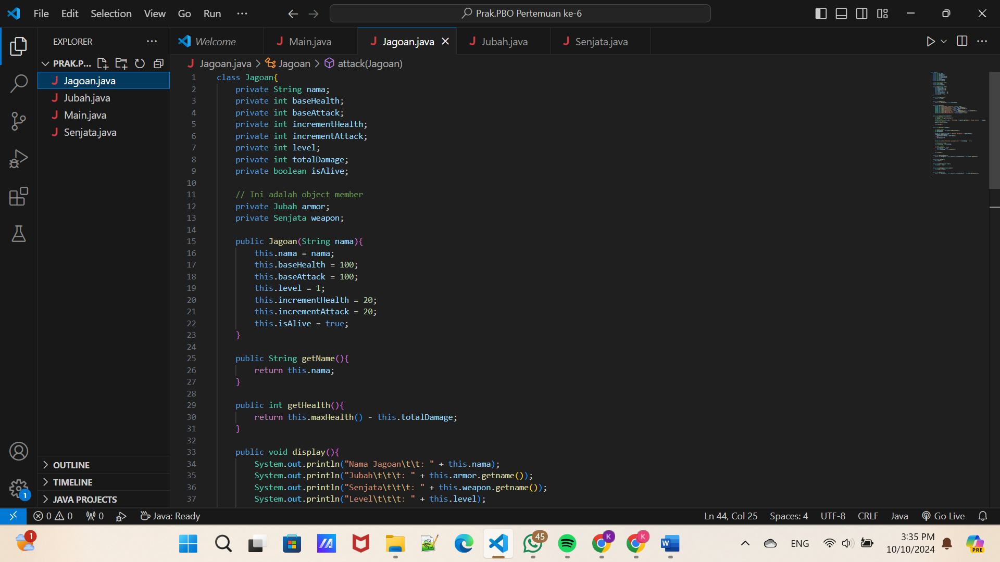 File Edit Selection View Go Run ···
Prak.PBO Pertemuan ke-6
EXPLORER
Welcome
Main.java
Jagoan.java
Jubah.java
Senjata.java
PRAK.P...
Jagoan.java
Jubah.java
Main.java
Senjata.java
OUTLINE
TIMELINE
JAVA PROJECTS
1
Jagoan.java > Jagoan > attack(Jagoan)
1 class Jagoan{
2 private String nama;
3 private int baseHealth;
4 private int baseAttack;
5 private int incrementHealth;
6 private int incrementAttack;
7 private int level;
8 private int totalDamage;
9 private boolean isAlive;
10
11 // Ini adalah object member
12 private Jubah armor;
13 private Senjata weapon;
14
15 public Jagoan(String nama){
16 this.nama = nama;
17 this.baseHealth = 100;
18 this.baseAttack = 100;
19 this.level = 1;
20 this.incrementHealth = 20;
21 this.incrementAttack = 20;
22 this.isAlive = true;
23 }
24
25 public String getName(){
26 return this.nama;
27 }
28
29 public int getHealth(){
30 return this.maxHealth() - this.totalDamage;
31 }
32
33 public void display(){
34 System.out.println("Nama Jagoan\t\t: " + this.nama);
35 System.out.println("Jubah\t\t\t: " + this.armor.getname());
36 System.out.println("Senjata\t\t\t: " + this.weapon.getname());
37 System.out.println("Level\t\t\t: " + this.level);
0 0 0 Java: Ready
Ln 44, Col 25 Spaces: 4 UTF-8 CRLF Java Go Live
1
45
K
K
W
ENG
3:35 PM
10/10/2024
PRE